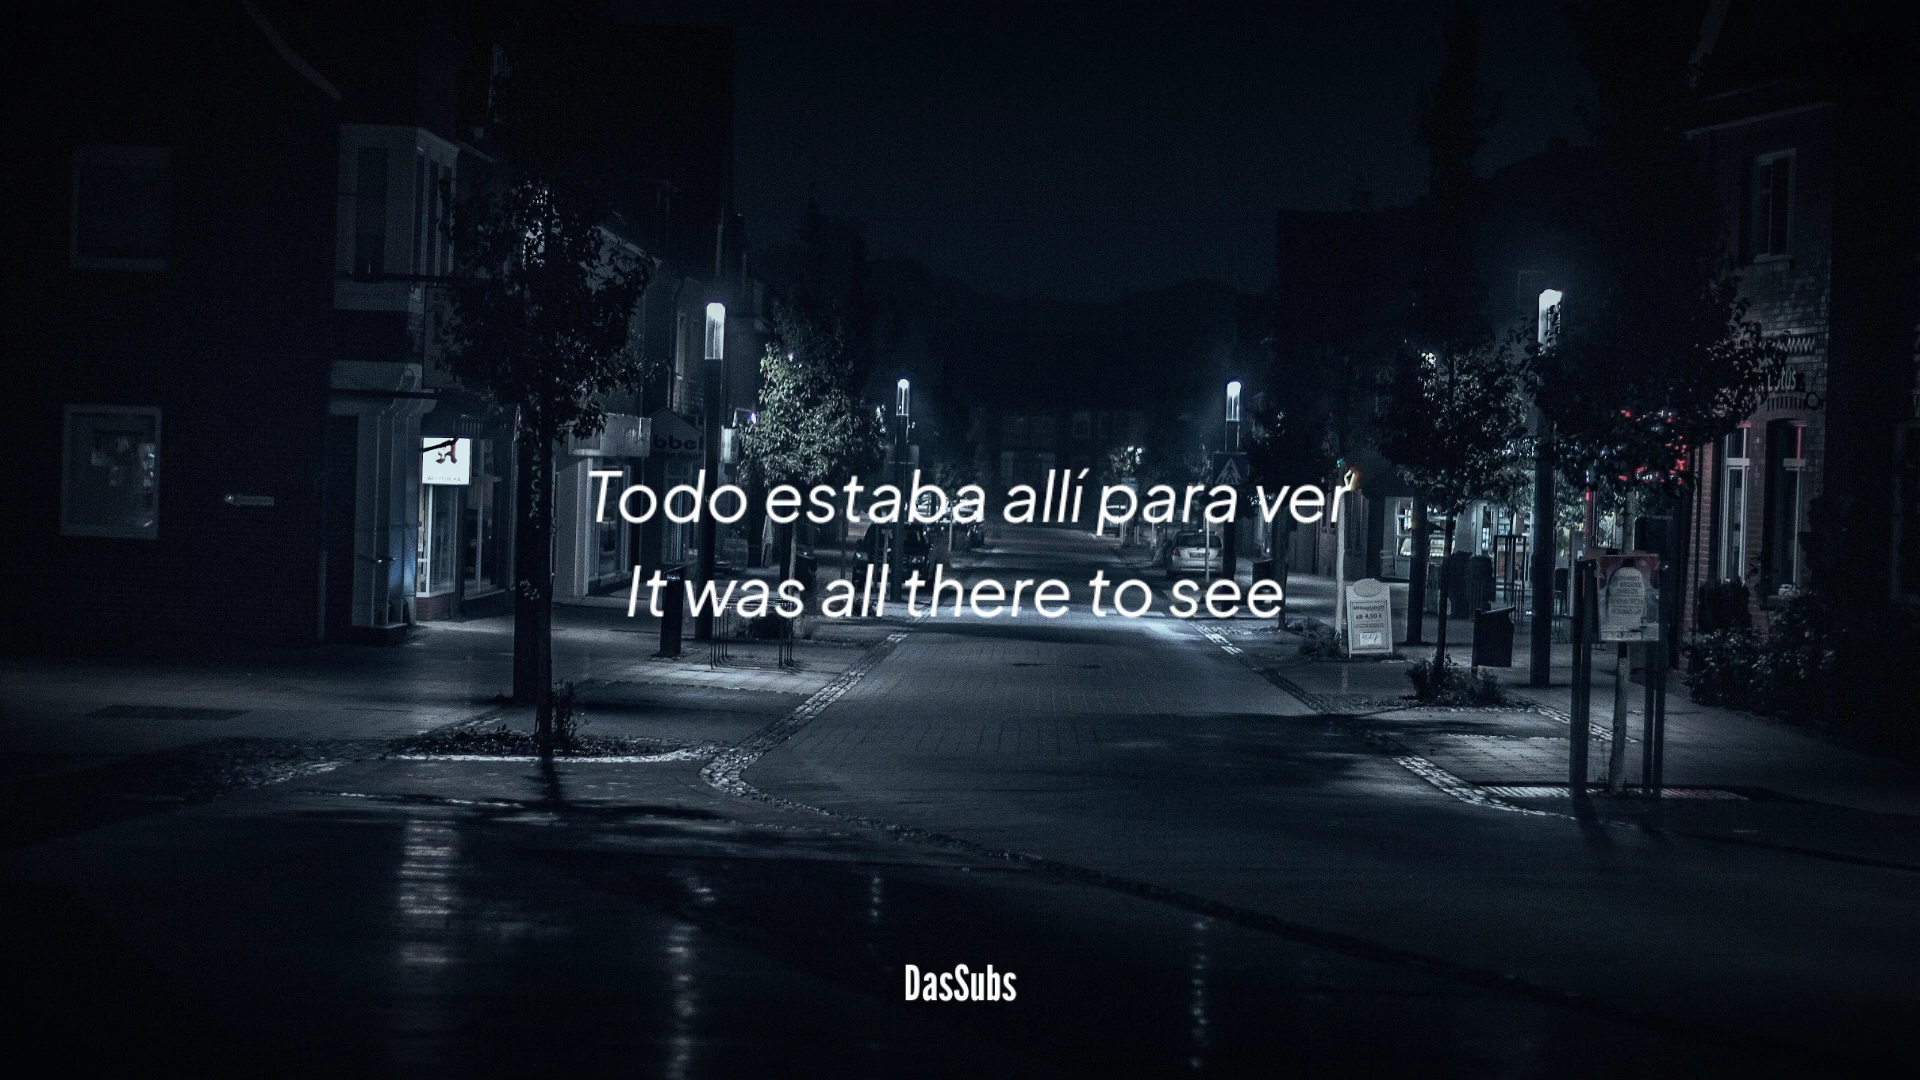 Todo estaba allí para ver
It was all there to see
DasSubs